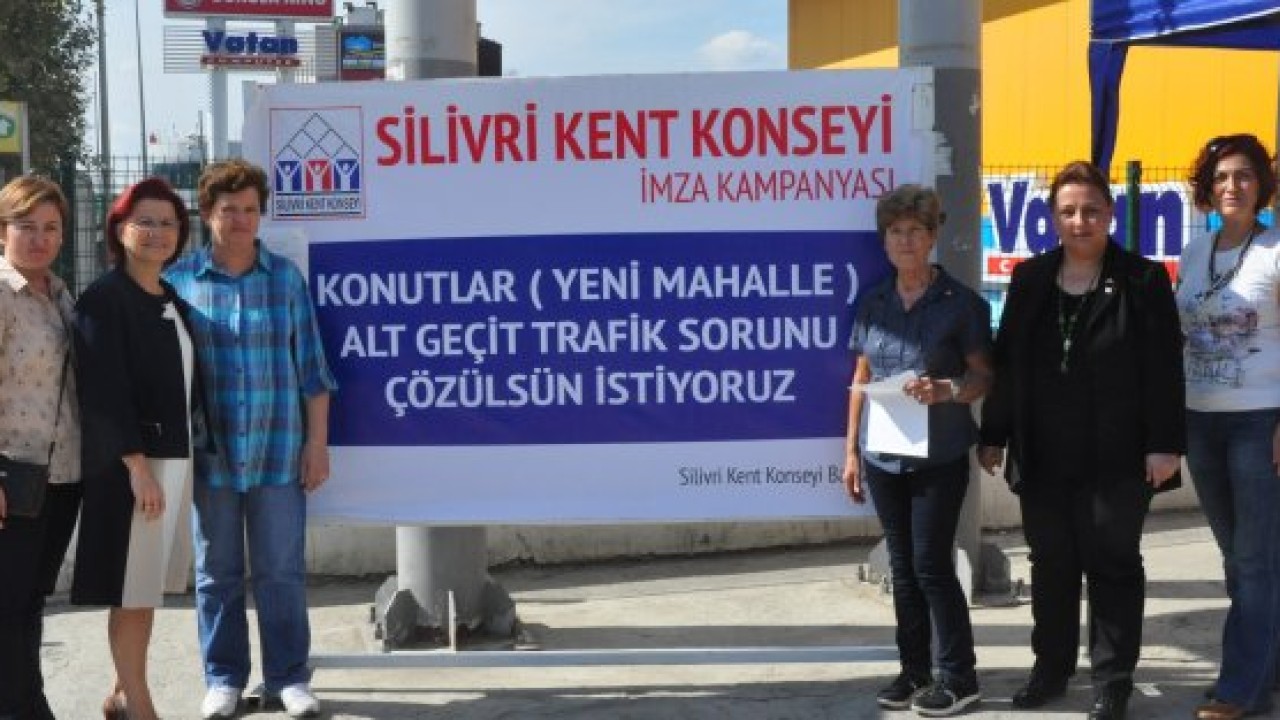 Vatan
COMPUTER
SİLİVRİ KENT KONSEYİ
İMZA KAMPANYASI
SİLİVRİ KENT KONSEYİ
KONUTLAR ( YENİ MAHALLE )
ALT GEÇİT TRAFİK SORUNU
ÇÖZÜLSÜN İSTİYORUZ
Silivri Kent Konseyi
Vatan